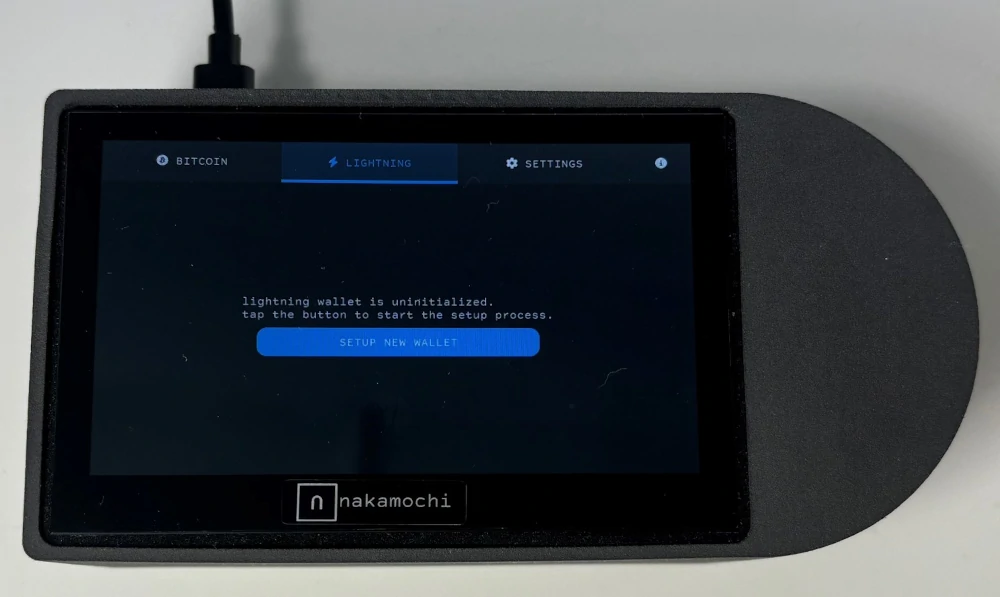 BITCOIN
LIGHTNING
SETTINGS
lightning wallet is uninitialized.
tap the button to start the setup process.
SETUP NEW WALLET
n nakamochi